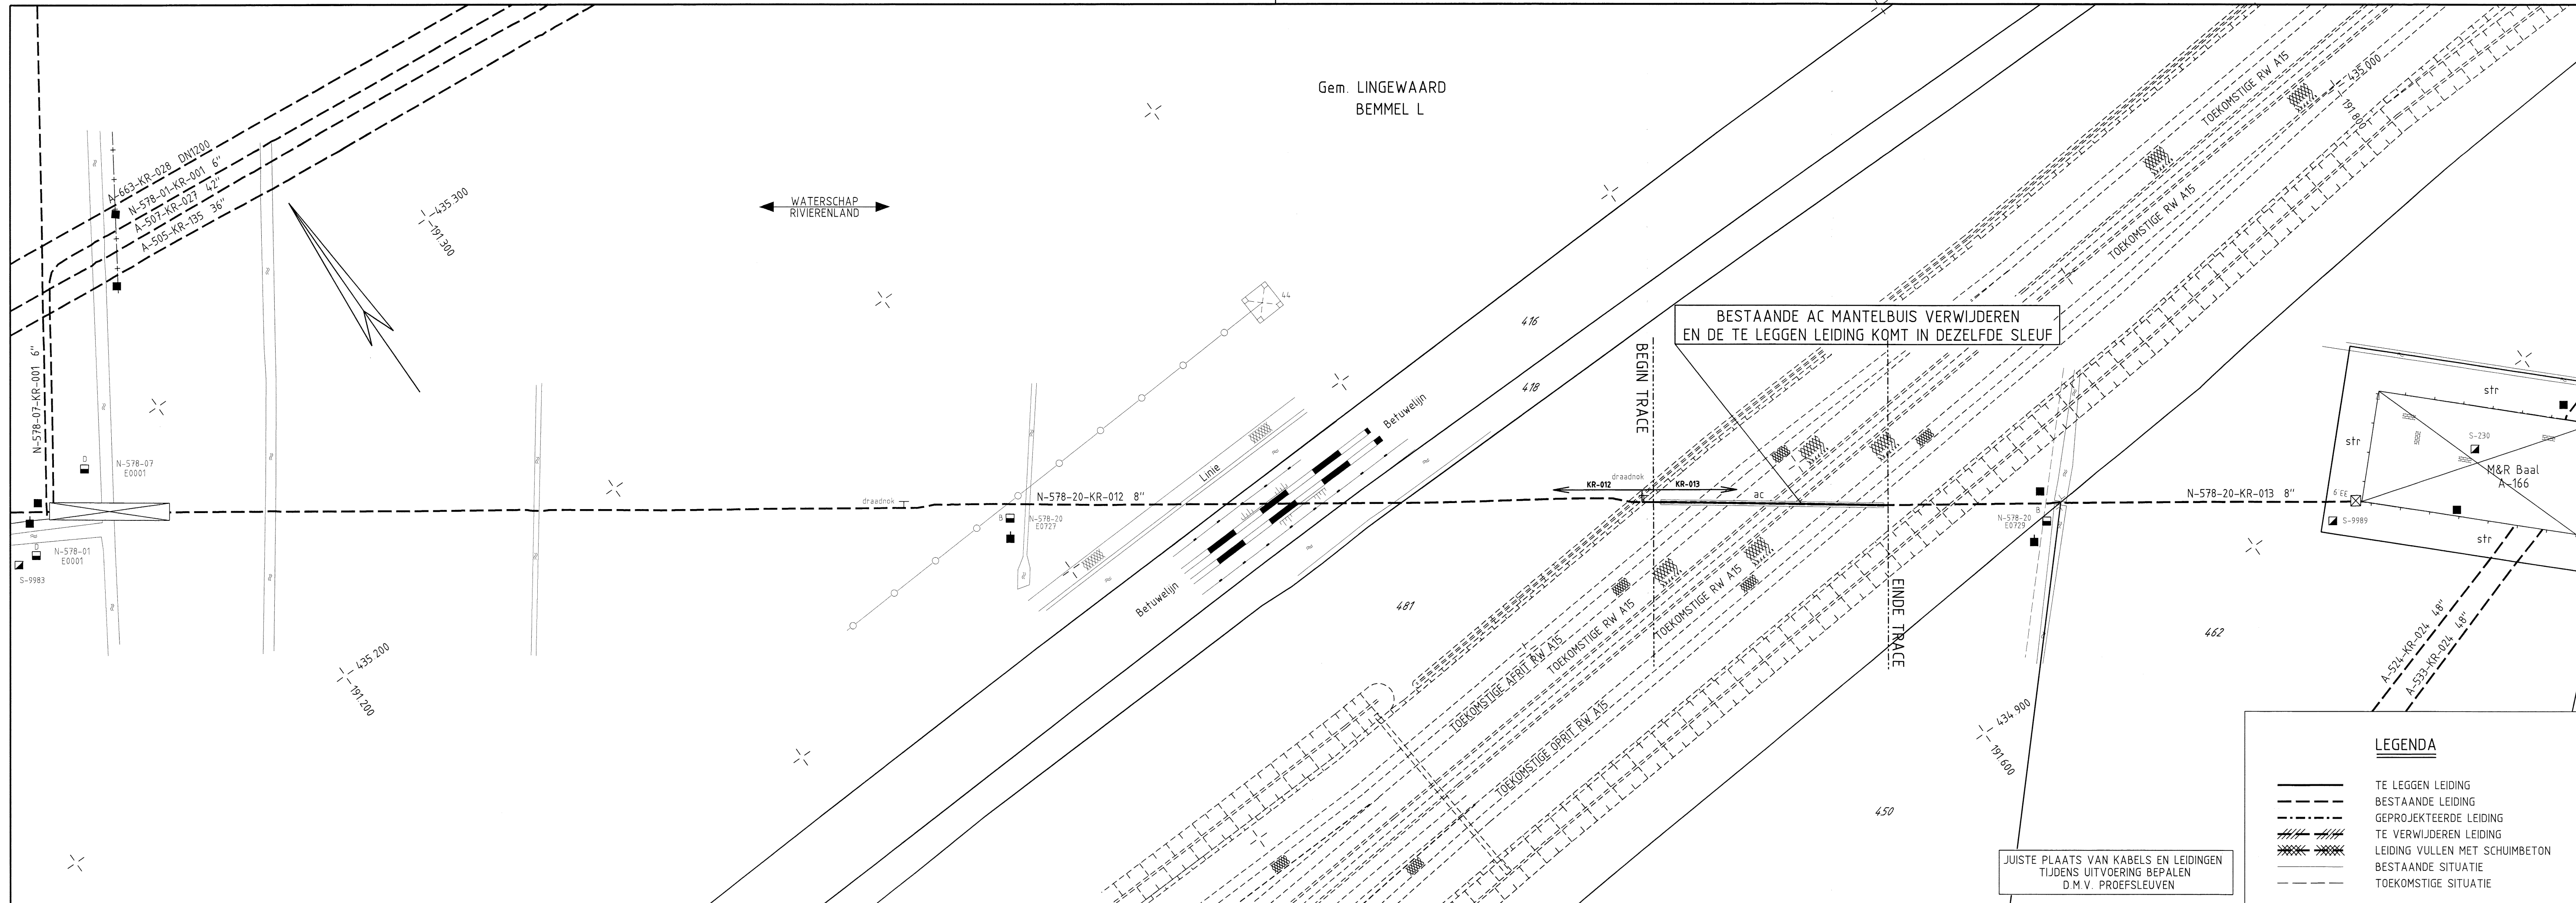 Gem. LINGEWAARD
BEMMEL L
WATERSCHAP
RIVIERENLAND
A-663-KR-028 DN1200
N-578-01-KR-001 6"
A-507-KR-027 42"
A-505-KR-135 36"
435.300
191.300
N-578-07-KR-001 6"
D
N-578-07
E0001
D
N-578-01
E0001
S-9983
435.200
191.200
draadnok
N-578-20-KR-012 8"
B
N-578-20
E0727
44
Linie
Betuwelijn
Betuwelijn
416
418
481
BESTAANDE AC MANTELBUIS VERWIJDEREN
EN DE TE LEGGEN LEIDING KOMT IN DEZELFDE SLEUF
BEGIN TRACE
draadnok
KR-012
KR-013
ac
EINDE TRACE
TOEKOMSTIGE RW A15
TOEKOMSTIGE RW A15
435.000
191.800
TOEKOMSTIGE AFRIT RW A15
TOEKOMSTIGE RW A15
TOEKOMSTIGE RW A15
TOEKOMSTIGE OPRIT RW A15
N-578-20
E0729
B
N-578-20-KR-013 8"
str
str
str
S-230
M&R Baal
A-166
6 EE
S-9989
A-524-KR-024 48"
A-533-KR-024 48"
462
434.900
191.600
450
JUISTE PLAATS VAN KABELS EN LEIDINGEN
TIJDENS UITVOERING BEPALEN
D.M.V. PROEFSLEUVEN
LEGENDA
TE LEGGEN LEIDING
BESTAANDE LEIDING
GEPROJEKTEERDE LEIDING
TE VERWIJDEREN LEIDING
LEIDING VULLEN MET SCHUIMBETON
BESTAANDE SITUATIE
TOEKOMSTIGE SITUATIE